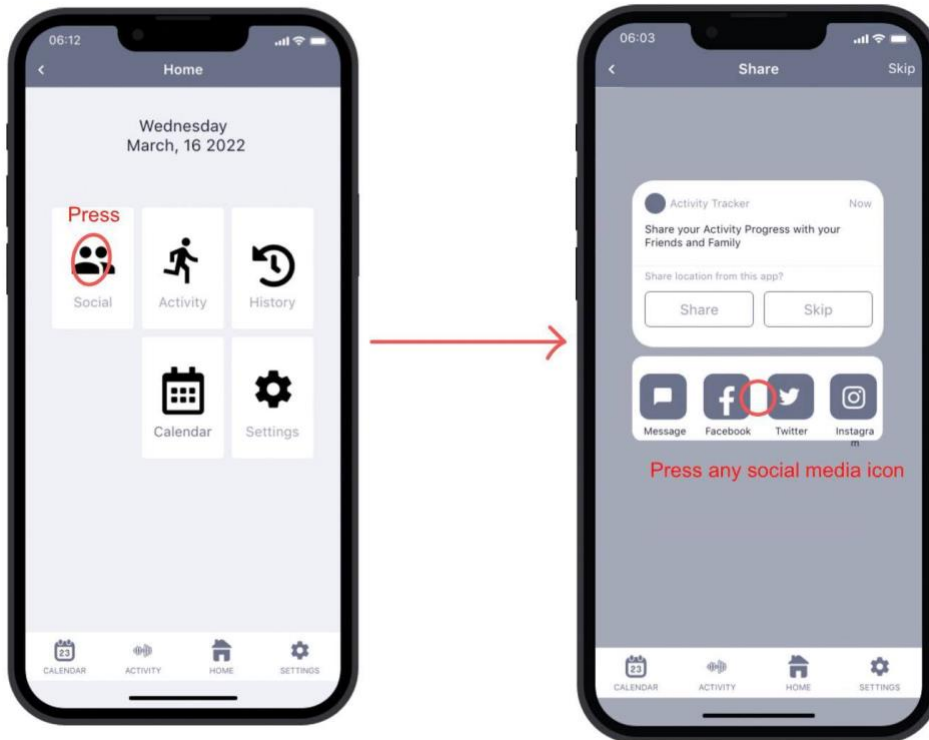 06:12
Home
Wednesday
March, 16 2022
Press
Social
Activity
History
Calendar
Settings
23
CALENDAR
ACTIVITY
HOME
SETTINGS
06:03
Share
Skip
Activity Tracker
Now
Share your Activity Progress with your
Friends and Family
Share location from this app?
Share
Skip
Message
Facebook
Twitter
Instagra
m
Press any social media icon
23
CALENDAR
ACTIVITY
HOME
SETTINGS